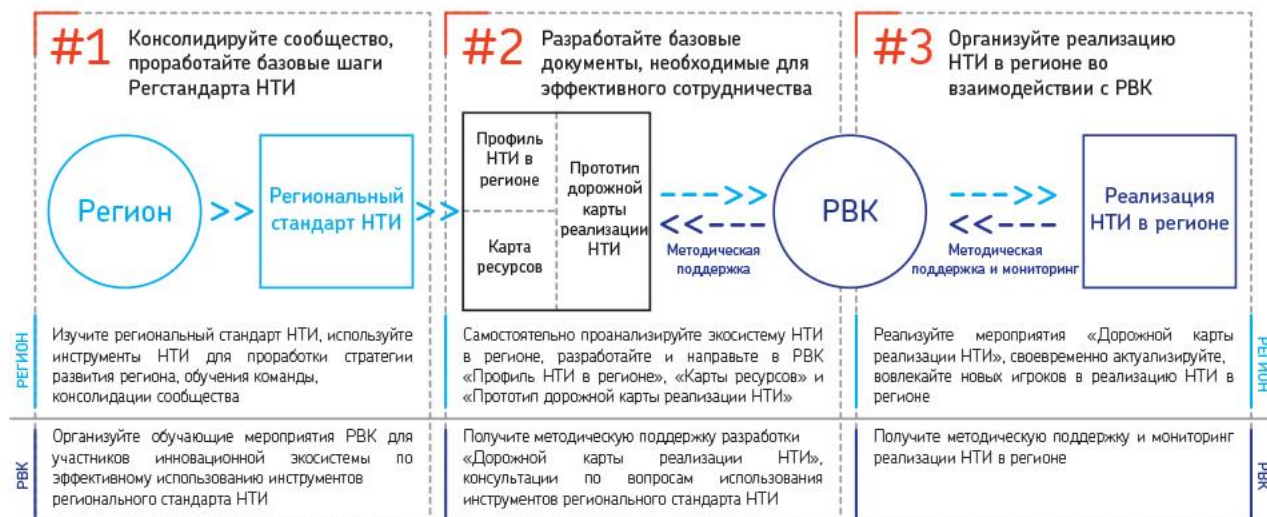 #1 Консолидируйте сообщество,
проработайте базовые шаги
Регстандарта НТИ
#2 Разработайте базовые
документы, необходимые для
эффективного сотрудничества
#3 Организуйте реализацию
НТИ в регионе во
взаимодействии с РВК
Регион
>>
Региональный
стандарт НТИ
>>
Профиль
НТИ в
регионе
Карта
ресурсов
Прототип
дорожной
карты
реализации
НТИ
Методическая
поддержка
РВК
Методическая
поддержка и мониторинг
Реализация
НТИ в регионе
РЕГИОН
Изучите региональный стандарт НТИ, используйте
инструменты НТИ для проработки стратегии
развития региона, обучения команды,
консолидации сообщества
Самостоятельно проанализируйте экосистему НТИ
в регионе, разработайте и направьте в РВК
«Профиль НТИ в регионе», «Карты ресурсов» и
«Прототип дорожной карты реализации НТИ»
Реализуйте мероприятия «Дорожной карты
реализации НТИ», своевременно актуализируйте,
вовлекайте новых игроков в реализацию НТИ в
регионе
РЕГИОН
РВК
Организуйте обучающие мероприятия РВК для
участников инновационной экосистемы по
эффективному использованию инструментов
регионального стандарта НТИ
Получите методическую поддержку разработки
«Дорожной карты реализации НТИ»,
консультации по вопросам использования
инструментов регионального стандарта НТИ
Получите методическую поддержку и мониторинг
реализации НТИ в регионе
РВК